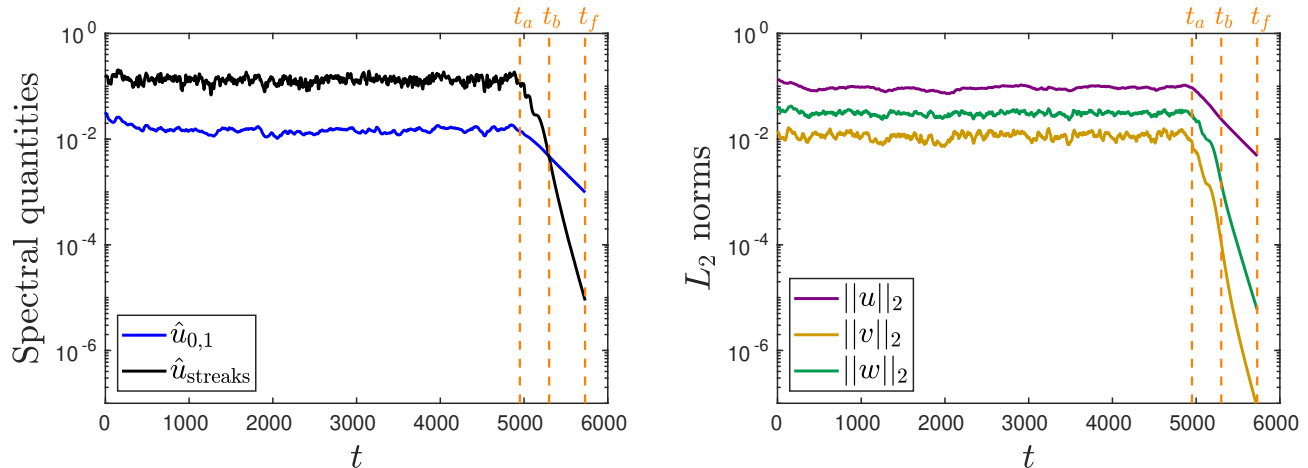 t_a t_b t_f
10^0
10^-2
10^-4
10^-6
Spectral quantities
û_0,1
û_streaks
0 1000 2000 3000 4000 5000 6000
t
t_a t_b t_f
10^0
10^-2
10^-4
10^-6
L_2 norms
||u||_2
||v||_2
||w||_2
0 1000 2000 3000 4000 5000 6000
t